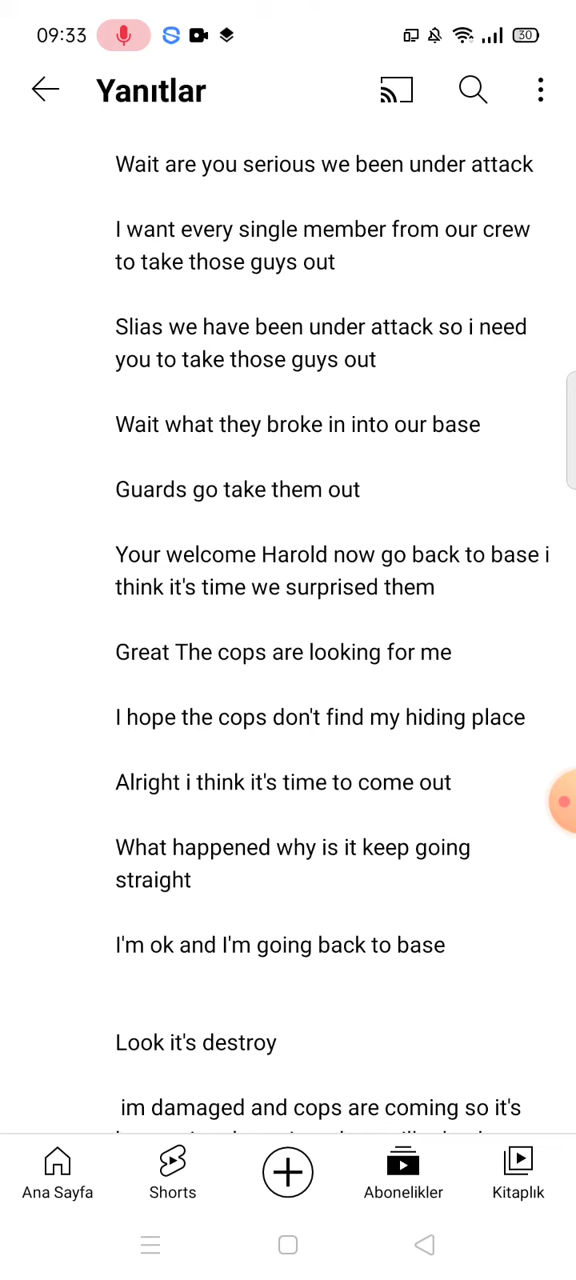 09:33
30
Yanıtlar
Wait are you serious we been under attack
I want every single member from our crew
to take those guys out
Slias we have been under attack so i need
you to take those guys out
Wait what they broke in into our base
Guards go take them out
Your welcome Harold now go back to base i
think it's time we surprised them
Great The cops are looking for me
I hope the cops don't find my hiding place
Alright i think it's time to come out
What happened why is it keep going
straight
I'm ok and I'm going back to base
Look it's destroy
im damaged and cops are coming so it's
Ana Sayfa
Shorts
Abonelikler
Kitaplık